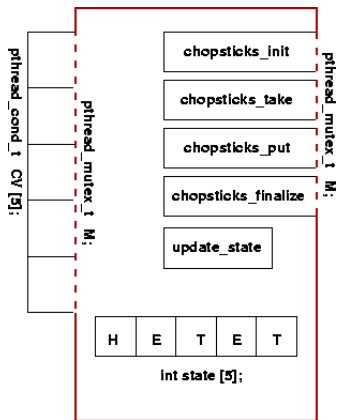 chopsticks_init
chopsticks_take
chopsticks_put
chopsticks_finalize
update_state
pthread_cond_t CV [5];
pthread_mutex_t M;
pthread_mutex_t M;
H E T E T
int state [5];